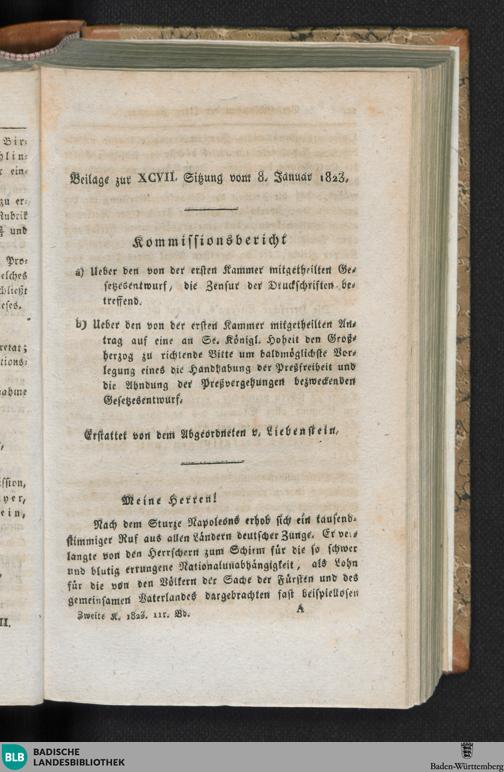 Beilage zur XCVII. Sitzung vom 8. Januar 1823.
Kommissionsbericht
a) Ueber den von der ersten Kammer mitgetheilten Ge-
setzesentwurf, die Zensur der Druckschriften be-
treffend.
b) Ueber den von der ersten Kammer mitgetheilten An-
trag auf eine an Se. Königl. Hoheit den Groß-
herzog zu richtende Bitte um baldmöglichste Vor-
legung eines die Handhabung der Preßfreiheit und
die Ahndung der Preßvergehungen bezweckenden
Gesetzesentwurf.
Erstattet von dem Abgeordneten v. Liebenstein.
Meine Herren!
Nach dem Sturze Napoleons erhob sich ein tausend-
stimmiger Ruf aus allen Ländern deutscher Zunge. Er ver-
langte von den Herrschern zum Schirm für die so schwer
und blutig errungene Nationalunabhängigkeit, als Lohn
für die von den Völkern der Sache der Fürsten und des
gemeinsamen Vaterlandes dargebrachten fast beispiellosen
Zweite K. 1823. 11r. Bd. A
BLB BADISCHE
LANDESBIBLIOTHEK
Baden-Württemberg